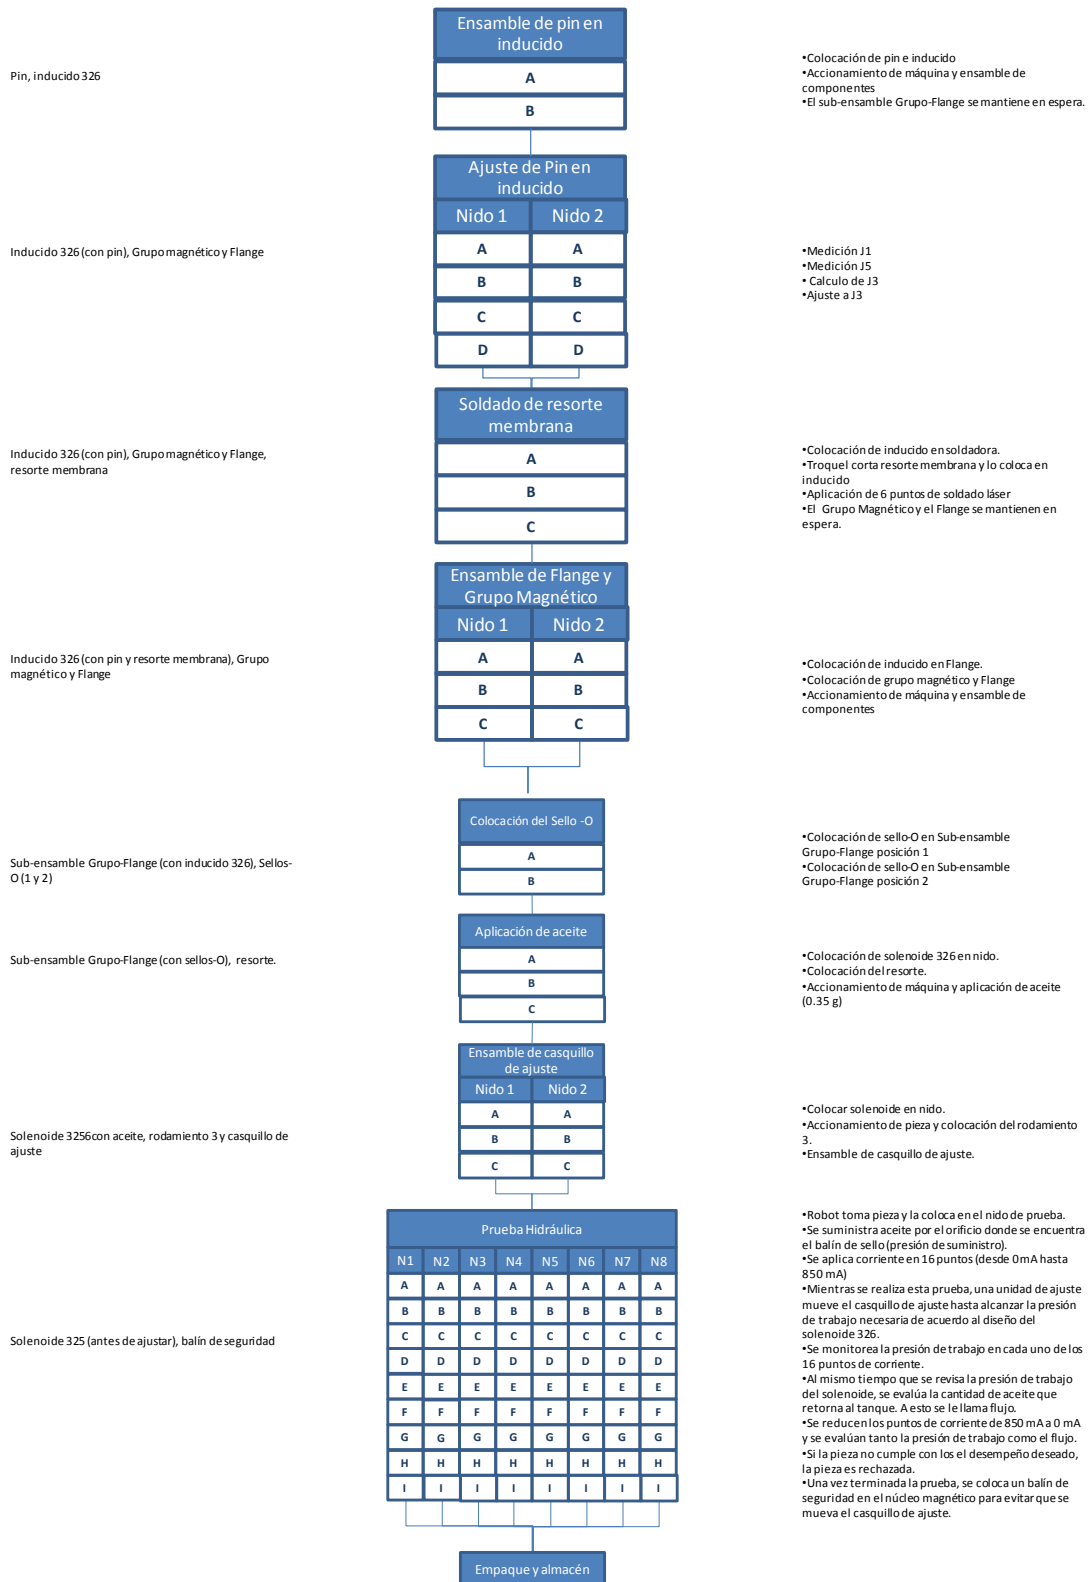 Ensamble de pin en
inducido
Pin, inducido 326
A
B
•Colocación de pin e inducido
•Accionamiento de máquina y ensamble de
componentes
•El sub-ensamble Grupo-Flange se mantiene en espera.
Ajuste de Pin en
inducido
Nido 1 Nido 2
Inducido 326 (con pin), Grupo magnético y Flange
A A
B B
C C
D D
•Medición J1
•Medición J5
• Calculo de J3
•Ajuste a J3
Soldado de resorte
membrana
Inducido 326 (con pin), Grupo magnético y Flange,
resorte membrana
A
B
C
•Colocación de inducido en soldadora.
•Troquel corta resorte membrana y lo coloca en
inducido
•Aplicación de 6 puntos de soldado láser
•El Grupo Magnético y el Flange se mantienen en
espera.
Ensamble de Flange y
Grupo Magnético
Nido 1 Nido 2
Inducido 326 (con pin y resorte membrana), Grupo
magnético y Flange
A A
B B
C C
•Colocación de inducido en Flange.
•Colocación de grupo magnético y Flange
•Accionamiento de máquina y ensamble de
componentes
Colocación del Sello -O
Sub-ensamble Grupo-Flange (con inducido 326), Sellos-
O (1 y 2)
A
B
•Colocación de sello-O en Sub-ensamble
Grupo-Flange posición 1
•Colocación de sello-O en Sub-ensamble
Grupo-Flange posición 2
Aplicación de aceite
Sub-ensamble Grupo-Flange (con sellos-O), resorte.
A
B
C
•Colocación de solenoide 326 en nido.
•Colocación del resorte.
•Accionamiento de máquina y aplicación de aceite
(0.35 g)
Ensamble de casquillo
de ajuste
Nido 1 Nido 2
Solenoide 3256con aceite, rodamiento 3 y casquillo de
ajuste
A A
B B
C C
•Colocar solenoide en nido.
•Accionamiento de pieza y colocación del rodamiento
3.
•Ensamble de casquillo de ajuste.
Prueba Hidráulica
N1 N2 N3 N4 N5 N6 N7 N8
Solenoide 325 (antes de ajustar), balín de seguridad
A A A A A A A A
B B B B B B B B
C C C C C C C C
D D D D D D D D
E E E E E E E E
F F F F F F F F
G G G G G G G G
H H H H H H H H
I I I I I I I I
•Robot toma pieza y la coloca en el nido de prueba.
•Se suministra aceite por el orificio donde se encuentra
el balín de sello (presión de suministro).
•Se aplica corriente en 16 puntos (desde 0mA hasta
850 mA)
•Mientras se realiza esta prueba, una unidad de ajuste
mueve el casquillo de ajuste hasta alcanzar la presión
de trabajo necesaria de acuerdo al diseño del
solenoide 326.
•Se monitorea la presión de trabajo en cada uno de los
16 puntos de corriente.
•Al mismo tiempo que se revisa la presión de trabajo
del solenoide, se evalúa la cantidad de aceite que
retorna al tanque. A esto se le llama flujo.
•Se reducen los puntos de corriente de 850 mA a 0 mA
y se evalúan tanto la presión de trabajo como el flujo.
•Si la pieza no cumple con los el desempeño deseado,
la pieza es rechazada.
•Una vez terminada la prueba, se coloca un balín de
seguridad en el núcleo magnético para evitar que se
mueva el casquillo de ajuste.
Empaque y almacén